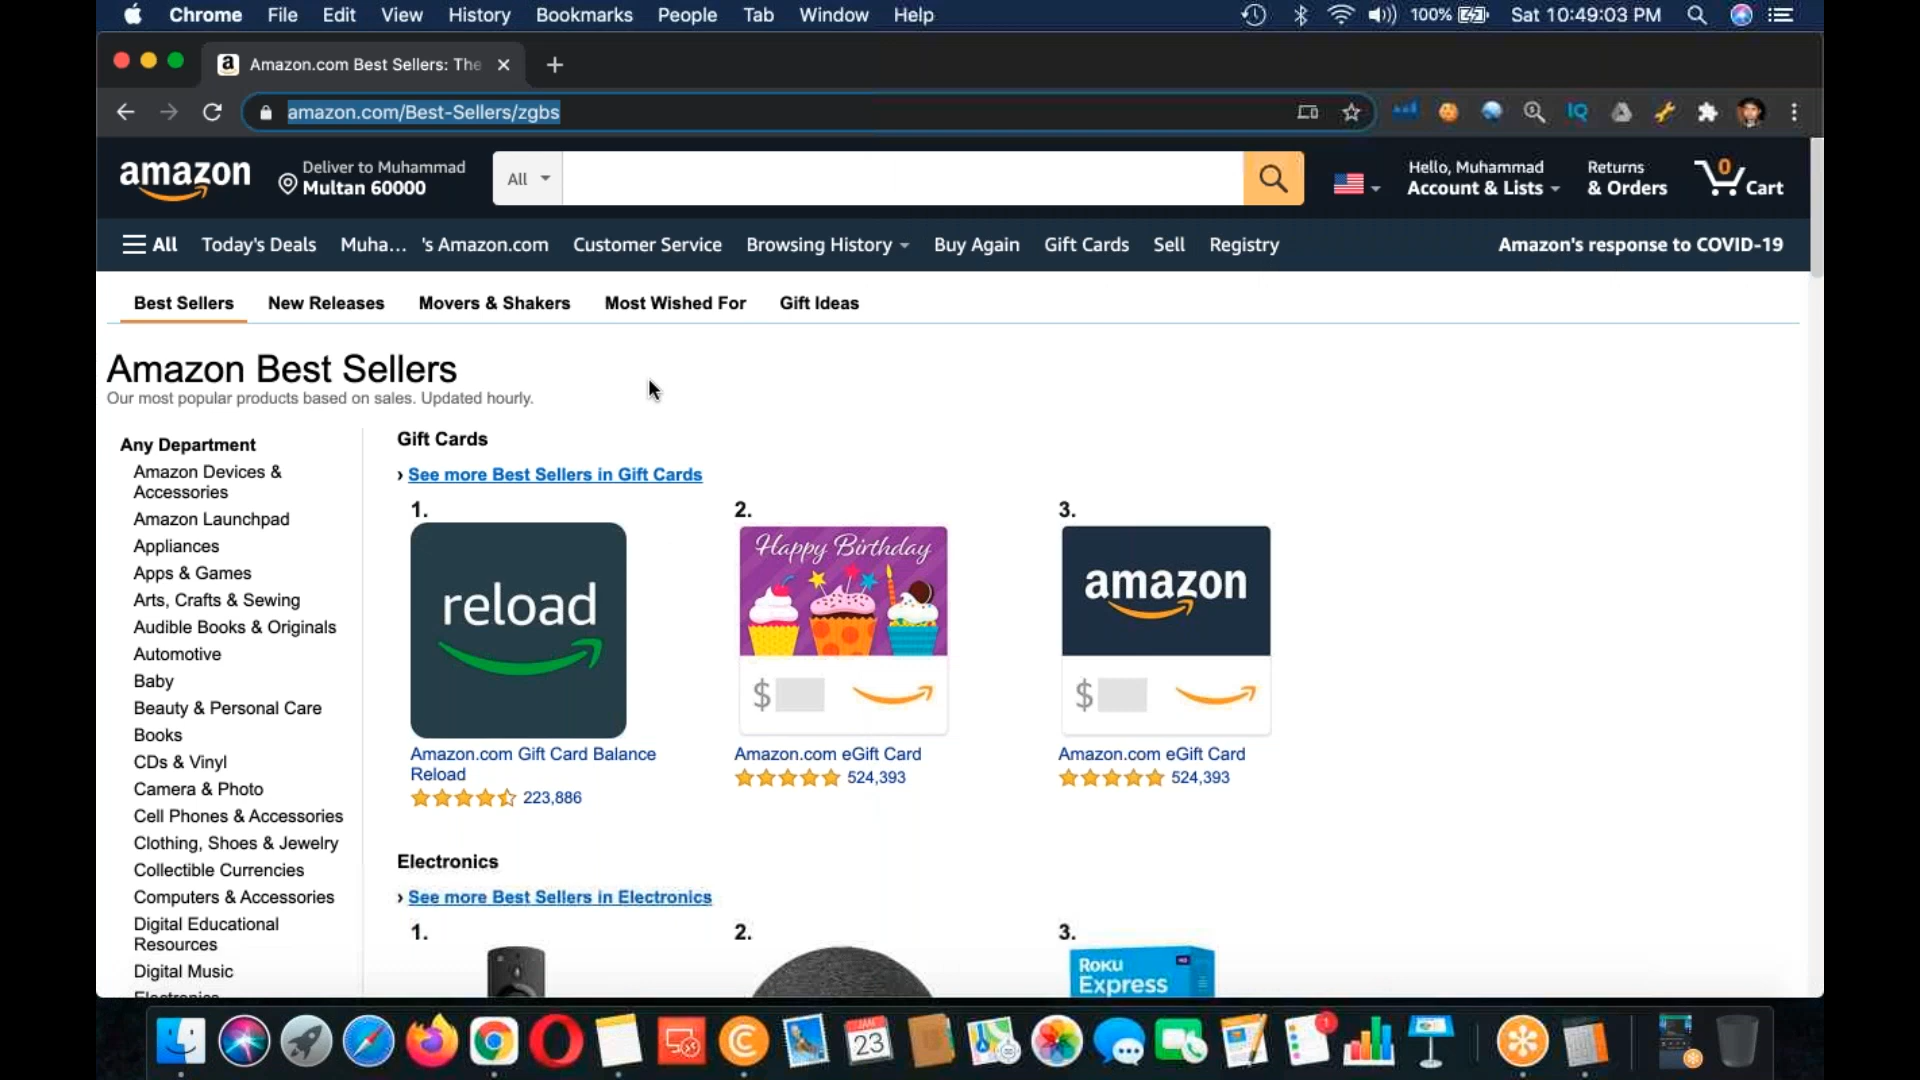 Chrome File Edit View History Bookmarks People Tab Window Help 100% Sat 10:49:03 PM
Amazon.com Best Sellers: The
amazon.com/Best-Sellers/zgbs
IQ
amazon
Deliver to Muhammad
Multan 60000
All
Hello, Muhammad
Account & Lists
Returns
& Orders
0
Cart
All Today's Deals Muha... 's Amazon.com Customer Service Browsing History Buy Again Gift Cards Sell Registry Amazon's response to COVID-19
Best Sellers New Releases Movers & Shakers Most Wished For Gift Ideas
Amazon Best Sellers
Our most popular products based on sales. Updated hourly.
Any Department
Amazon Devices &
Accessories
Amazon Launchpad
Appliances
Apps & Games
Arts, Crafts & Sewing
Audible Books & Originals
Automotive
Baby
Beauty & Personal Care
Books
CDs & Vinyl
Camera & Photo
Cell Phones & Accessories
Clothing, Shoes & Jewelry
Collectible Currencies
Computers & Accessories
Digital Educational
Resources
Digital Music
Electronics
Gift Cards
› See more Best Sellers in Gift Cards
1. 2. 3.
reload
Happy Birthday
$
amazon
$
Amazon.com Gift Card Balance
Reload
223,886
Amazon.com eGift Card
524,393
Amazon.com eGift Card
524,393
Electronics
› See more Best Sellers in Electronics
1. 2. 3.
Roku
Express
JAN
23
1